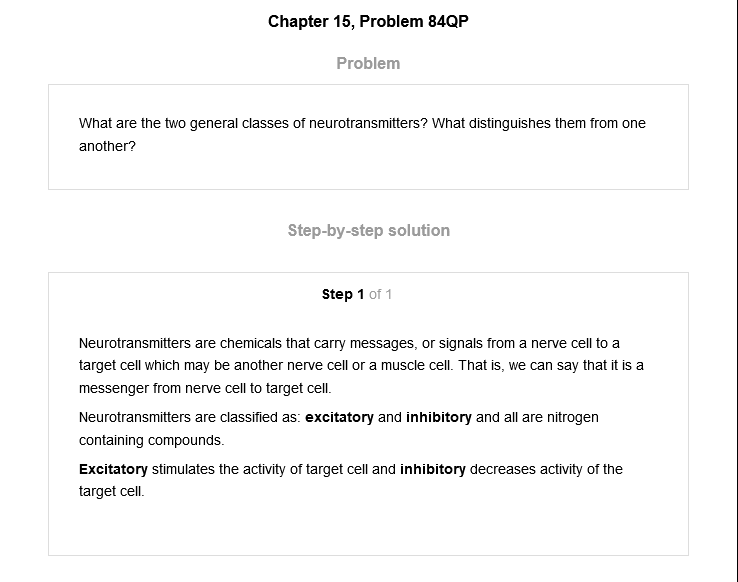 Chapter 15, Problem 84QP
Problem
What are the two general classes of neurotransmitters? What distinguishes them from one
another?
Step-by-step solution
Step 1 of 1
Neurotransmitters are chemicals that carry messages, or signals from a nerve cell to a
target cell which may be another nerve cell or a muscle cell. That is, we can say that it is a
messenger from nerve cell to target cell.
Neurotransmitters are classified as: excitatory and inhibitory and all are nitrogen
containing compounds.
Excitatory stimulates the activity of target cell and inhibitory decreases activity of the
target cell.